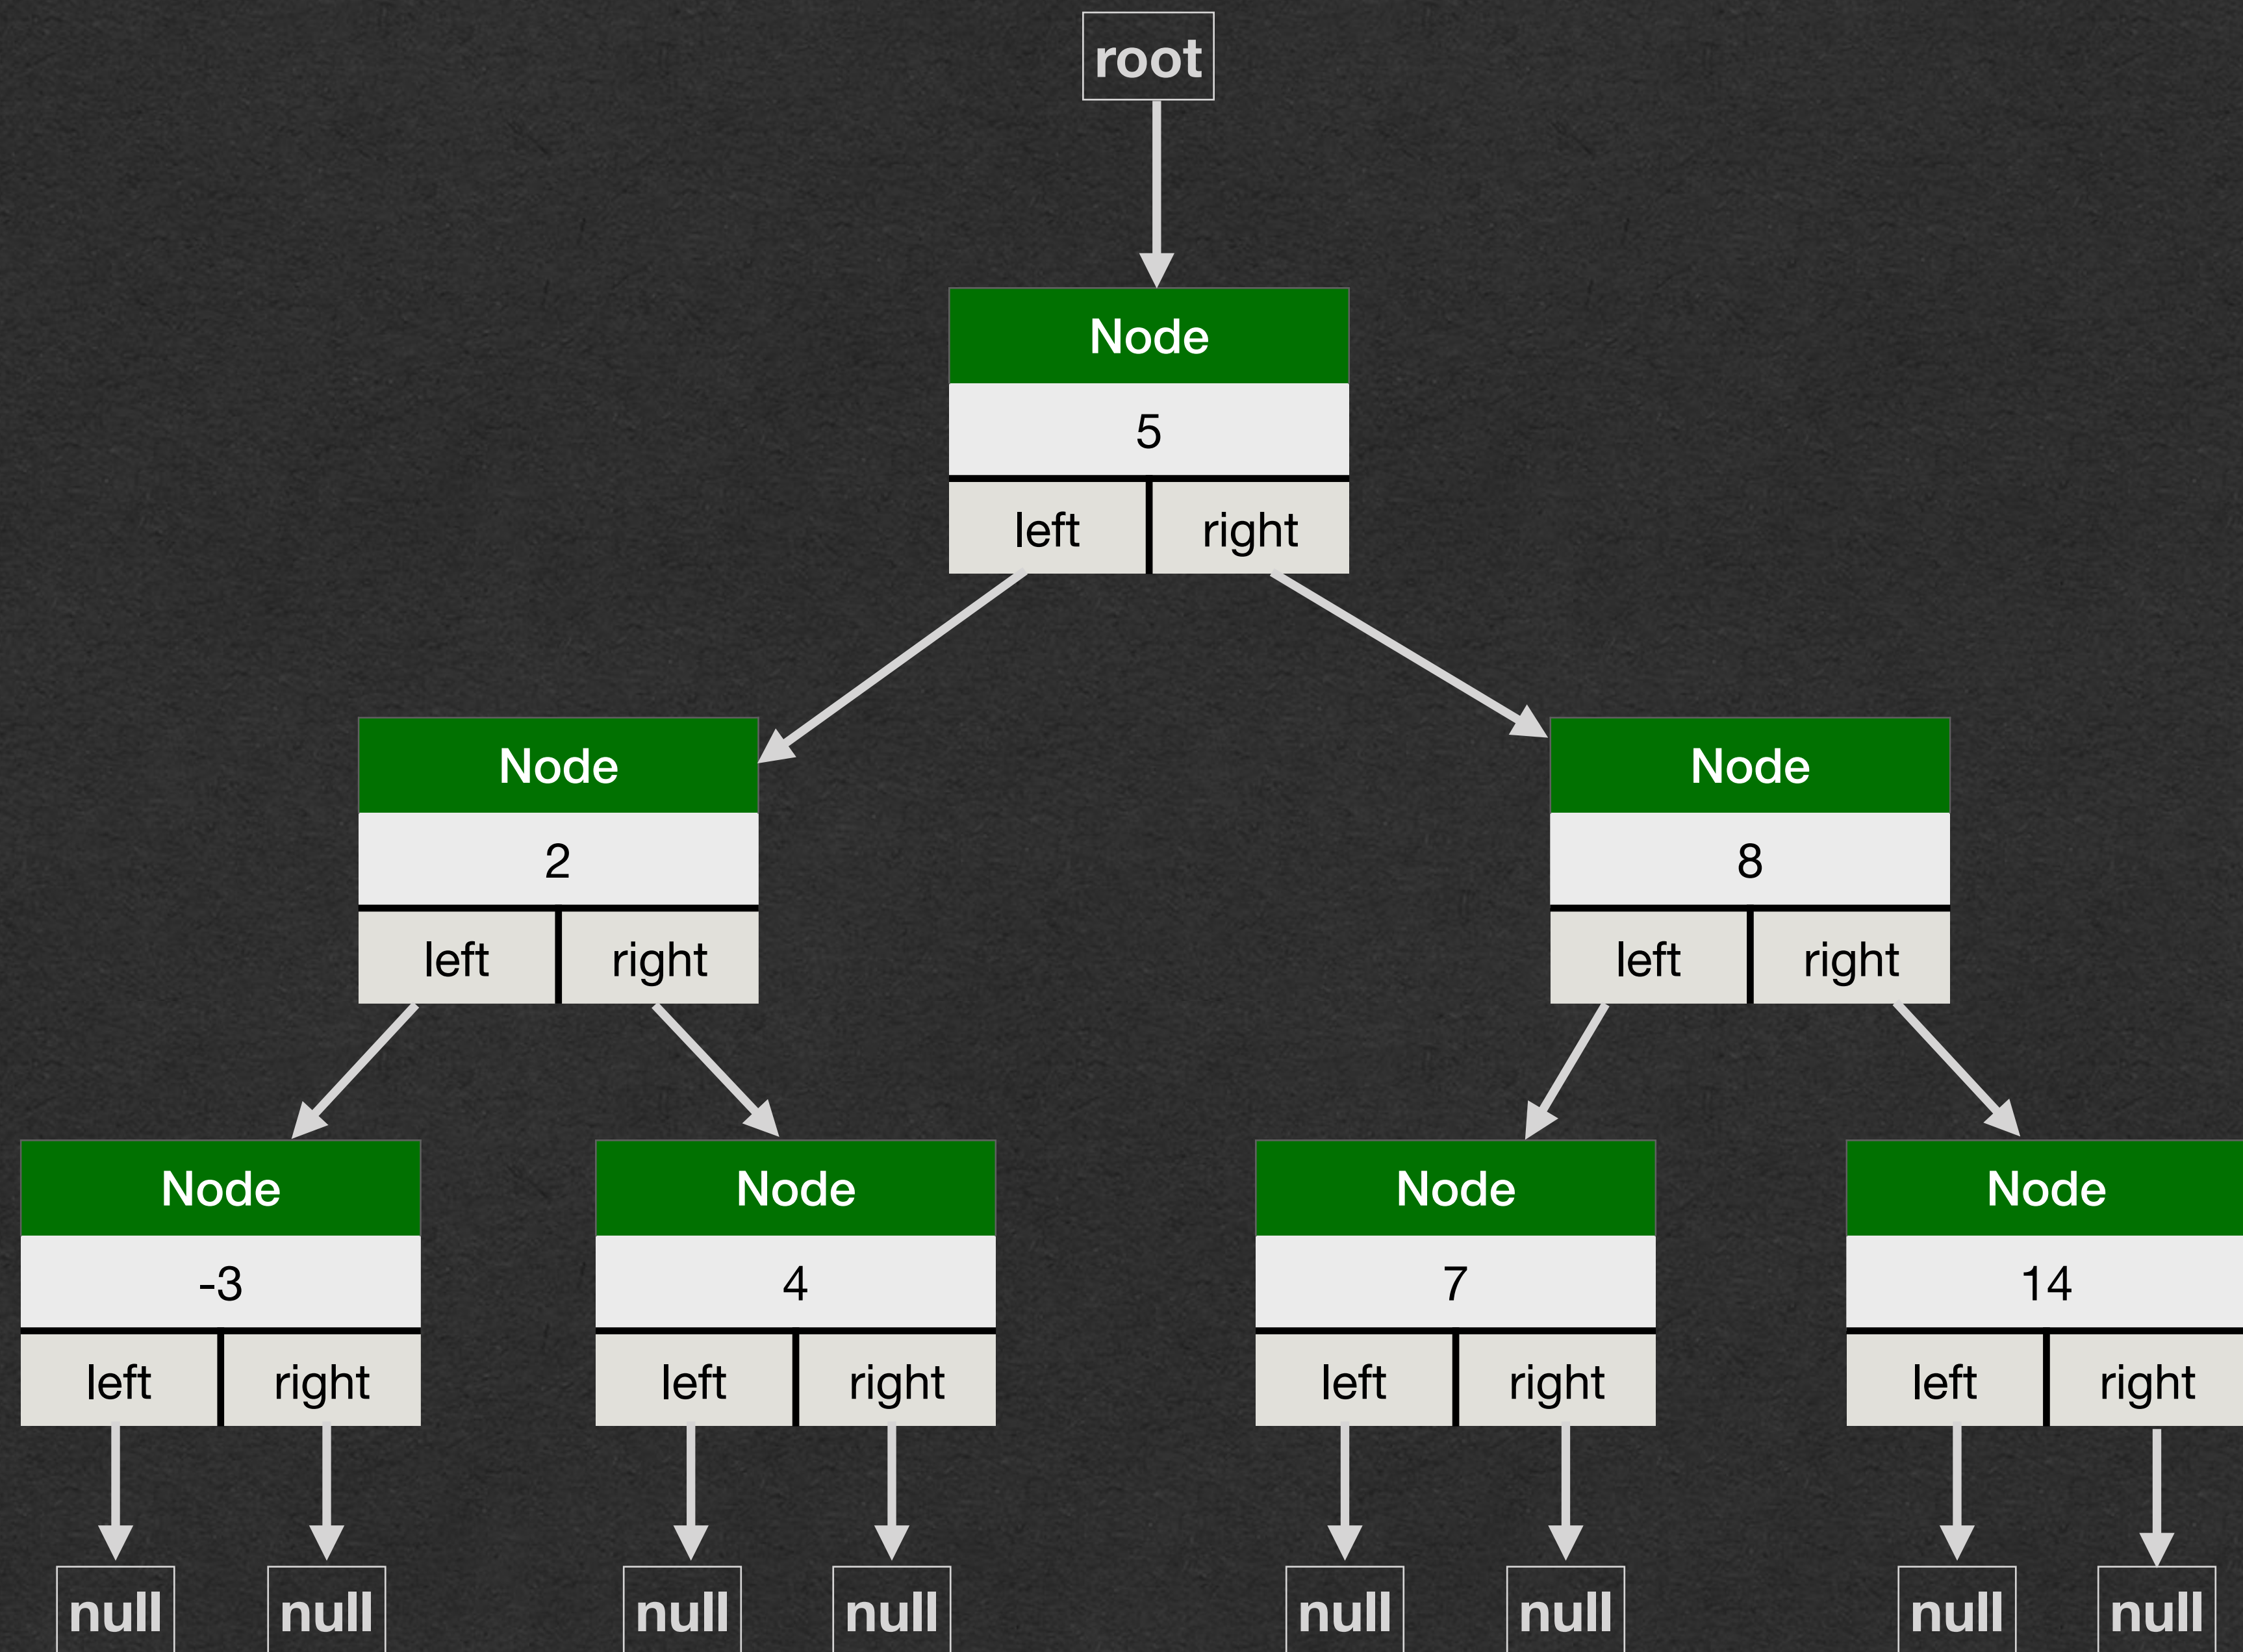 root
Node
5
left right
Node Node
2 8
left right left right
Node Node Node Node
-3 4 7 14
left right left right left right left right
null null null null null null null null